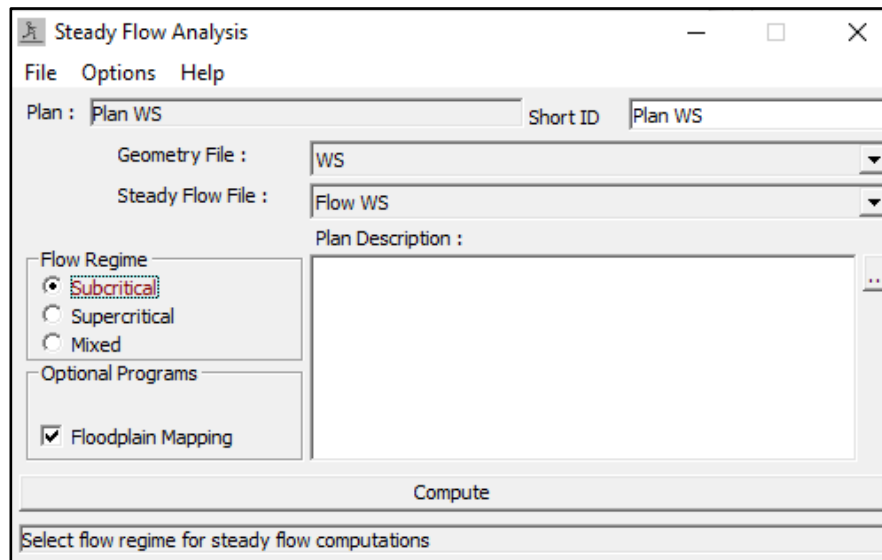 Steady Flow Analysis
File Options Help
Plan : Plan WS Short ID Plan WS
Geometry File : WS
Steady Flow File : Flow WS
Plan Description :
Flow Regime
Subcritical
Supercritical
Mixed
Optional Programs
Floodplain Mapping
..
Compute
Select flow regime for steady flow computations